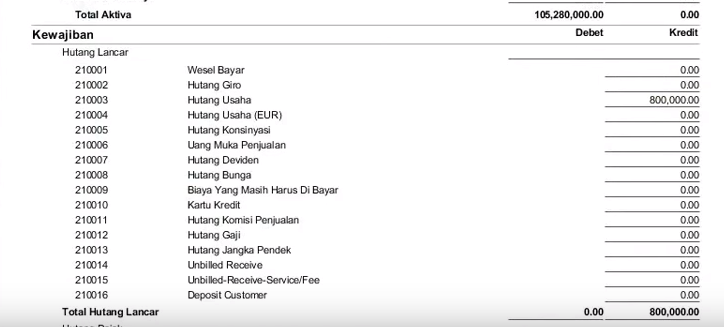 Total Aktiva 105,280,000.00 0.00
Kewajiban Debet Kredit
Hutang Lancar
210001 Wesel Bayar 0.00
210002 Hutang Giro 0.00
210003 Hutang Usaha 800,000.00
210004 Hutang Usaha (EUR) 0.00
210005 Hutang Konsinyasi 0.00
210006 Uang Muka Penjualan 0.00
210007 Hutang Deviden 0.00
210008 Hutang Bunga 0.00
210009 Biaya Yang Masih Harus Di Bayar 0.00
210010 Kartu Kredit 0.00
210011 Hutang Komisi Penjualan 0.00
210012 Hutang Gaji 0.00
210013 Hutang Jangka Pendek 0.00
210014 Unbilled Receive 0.00
210015 Unbilled-Receive-Service/Fee 0.00
210016 Deposit Customer 0.00
Total Hutang Lancar 0.00 800,000.00